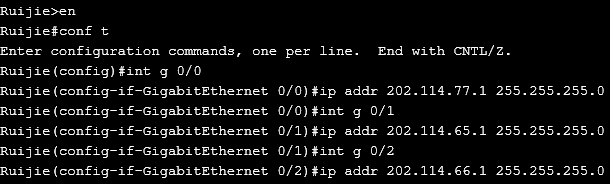 Ruijie>en
Ruijie#conf t
Enter configuration commands, one per line.  End with CNTL/Z.
Ruijie(config)#int g 0/0
Ruijie(config-if-GigabitEthernet 0/0)#ip addr 202.114.77.1 255.255.255.0
Ruijie(config-if-GigabitEthernet 0/0)#int g 0/1
Ruijie(config-if-GigabitEthernet 0/1)#ip addr 202.114.65.1 255.255.255.0
Ruijie(config-if-GigabitEthernet 0/1)#int g 0/2
Ruijie(config-if-GigabitEthernet 0/2)#ip addr 202.114.66.1 255.255.255.0